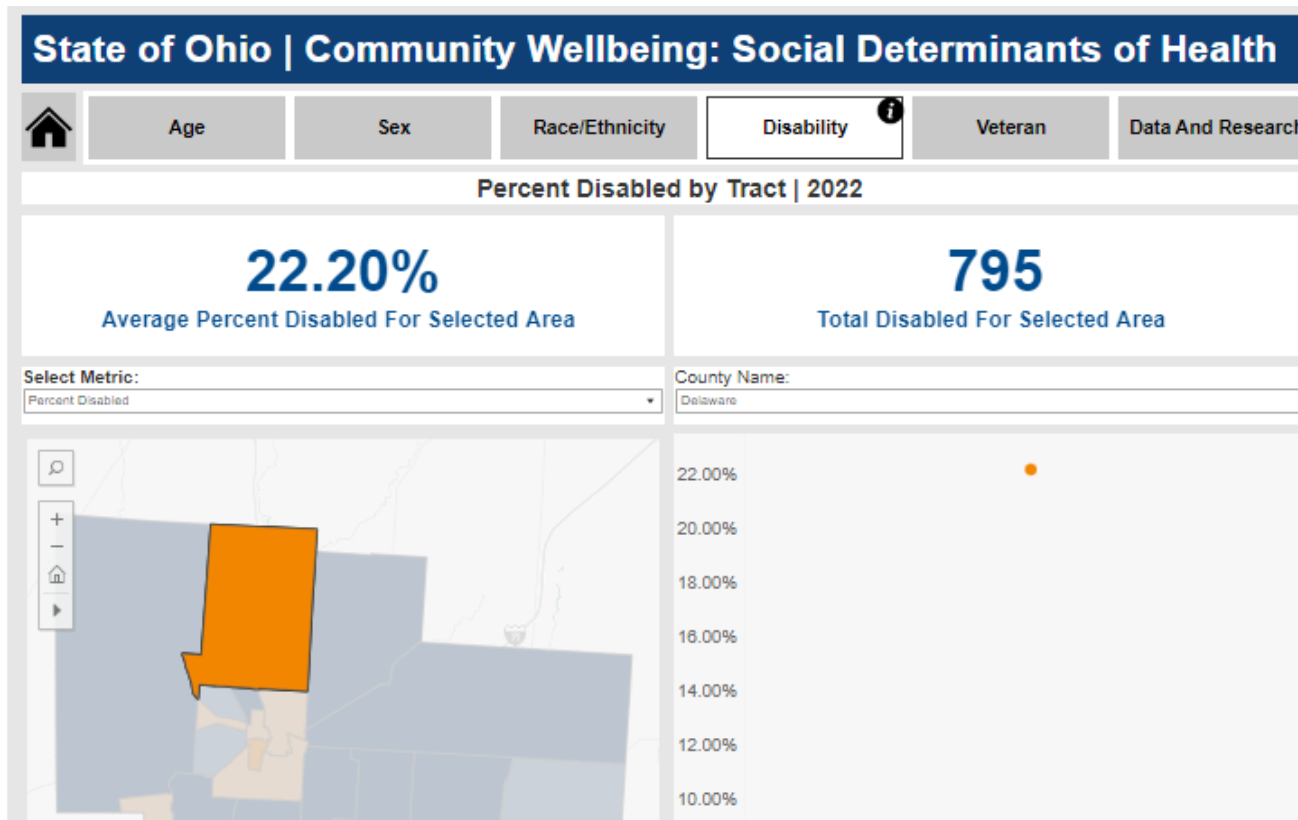 State of Ohio | Community Wellbeing: Social Determinants of Health
Age
Sex
Race/Ethnicity
Disability
i
Veteran
Data And Research
Percent Disabled by Tract | 2022
22.20%
Average Percent Disabled For Selected Area
795
Total Disabled For Selected Area
Select Metric:
Percent Disabled
County Name:
Delaware
+
−
22.00%
20.00%
18.00%
16.00%
14.00%
12.00%
10.00%